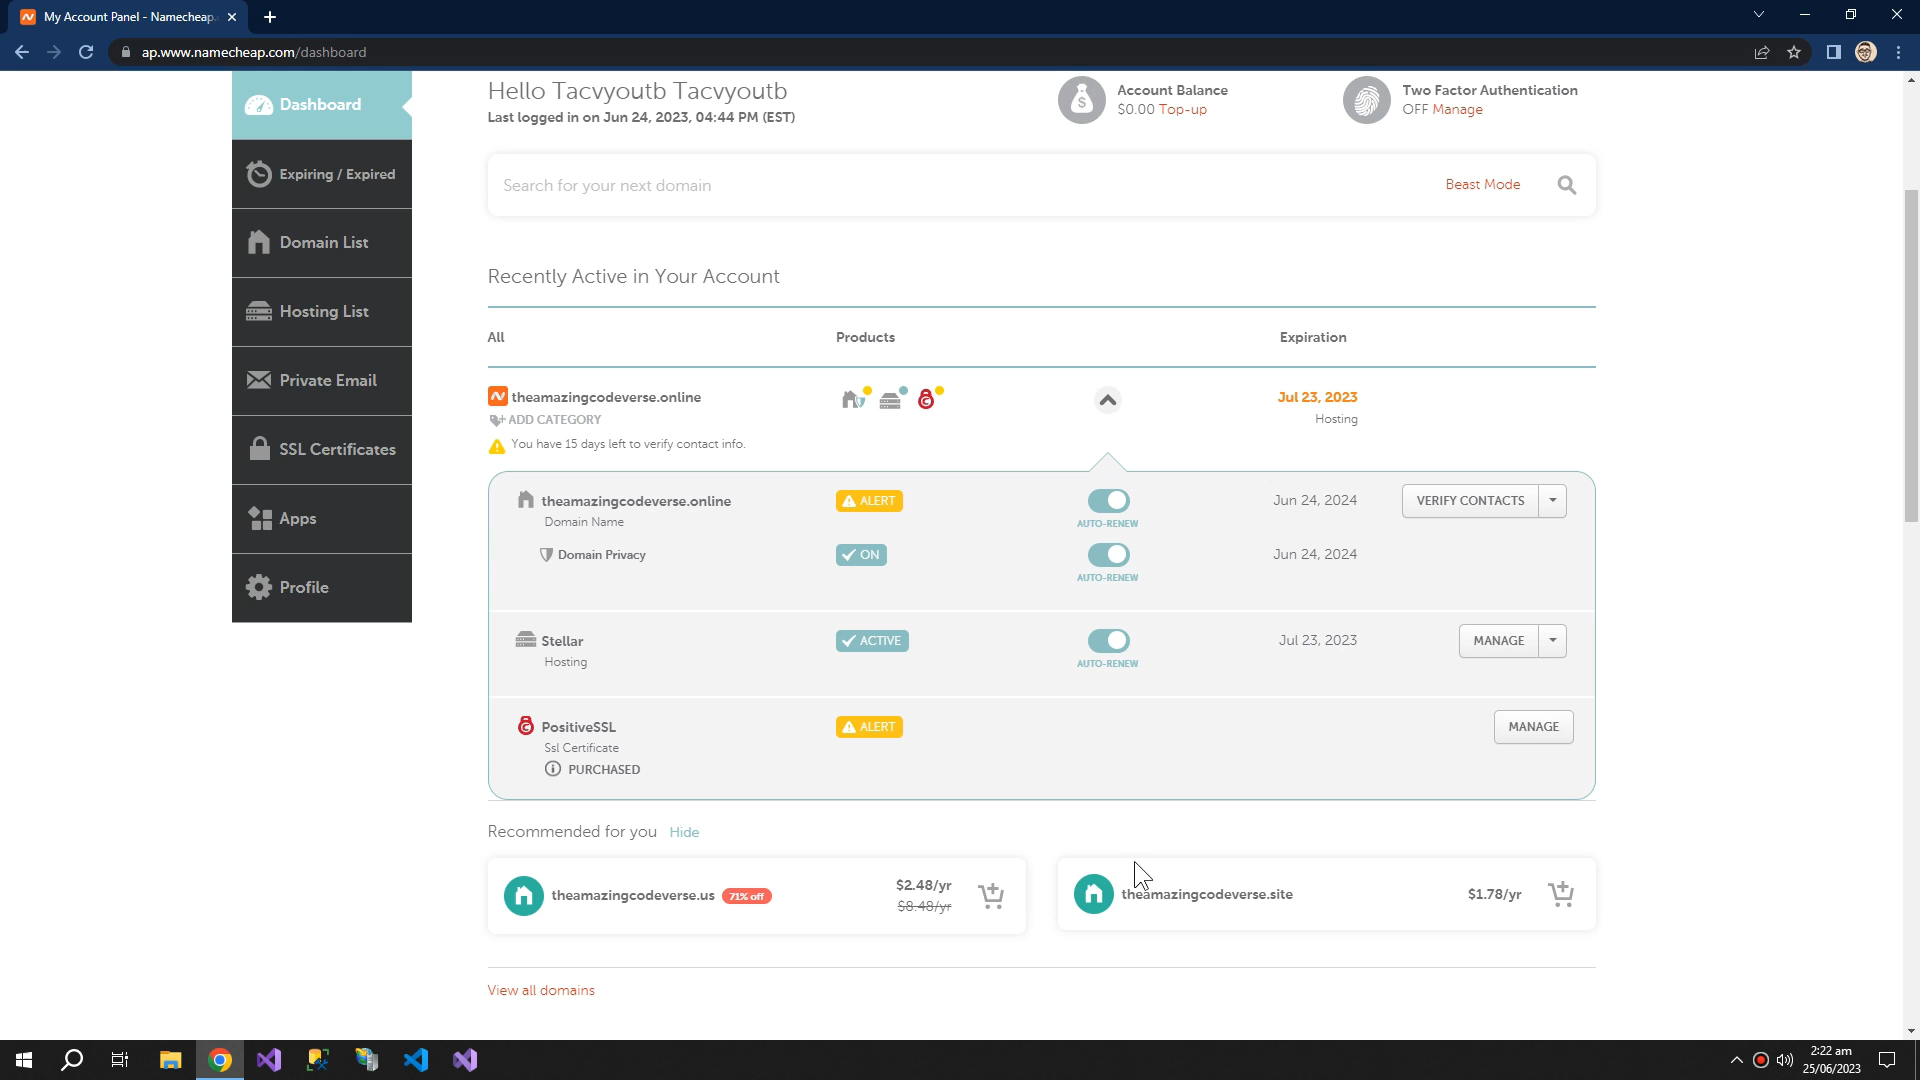 My Account Panel - Namecheap.
ap.www.namecheap.com/dashboard
Dashboard
Expiring / Expired
Domain List
Hosting List
Private Email
SSL Certificates
Apps
Profile
Hello Tacvyoutb Tacvyoutb
Last logged in on Jun 24, 2023, 04:44 PM (EST)
Account Balance
$0.00 Top-up
Two Factor Authentication
OFF Manage
Search for your next domain
Beast Mode
Recently Active in Your Account
All Products Expiration
theamazingcodeverse.online Jul 23, 2023
ADD CATEGORY Hosting
You have 15 days left to verify contact info.
theamazingcodeverse.online ALERT Jun 24, 2024 VERIFY CONTACTS
Domain Name AUTO-RENEW
Domain Privacy ON Jun 24, 2024
AUTO-RENEW
Stellar ACTIVE Jul 23, 2023 MANAGE
Hosting AUTO-RENEW
PositiveSSL ALERT MANAGE
Ssl Certificate
PURCHASED
Recommended for you Hide
theamazingcodeverse.us 71% off $2.48/yr
$8.48/yr
theamazingcodeverse.site $1.78/yr
View all domains
2:22 am
25/06/2023